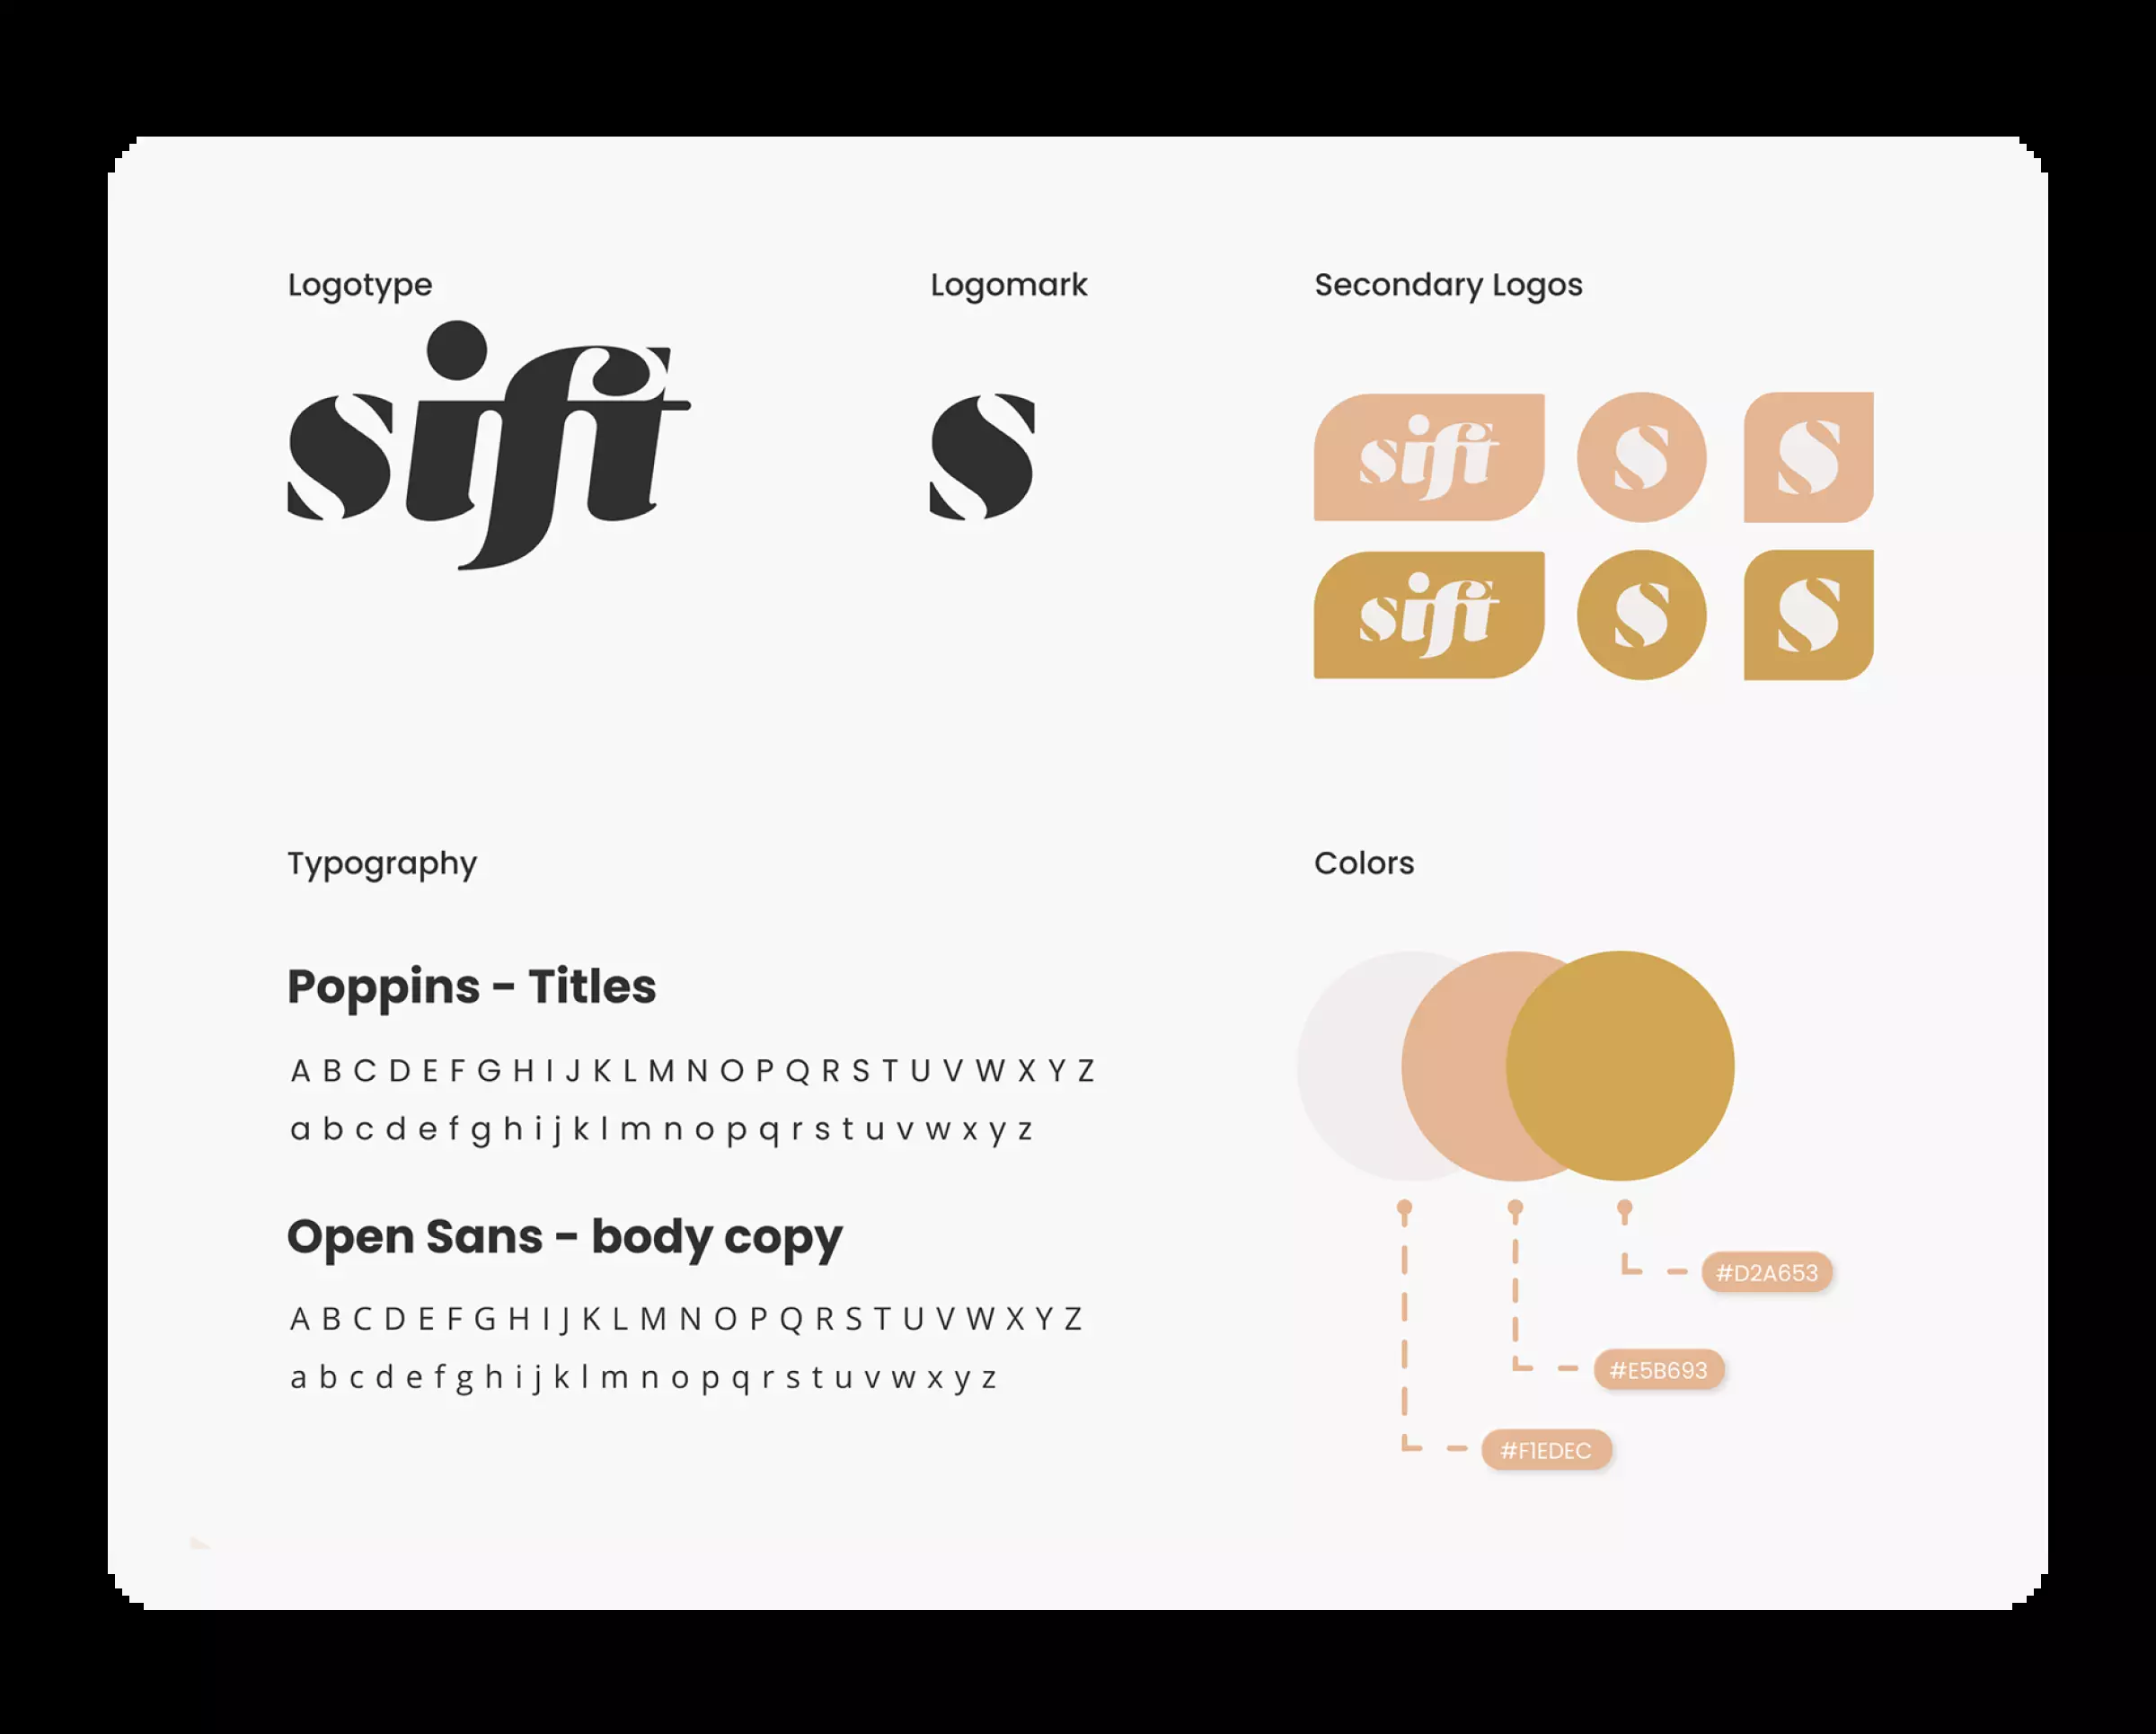 Logotype
sift
Logomark
S
Secondary Logos
sift
S
S
sift
S
S
Typography
Poppins - Titles
A B C D E F G H I J K L M N O P Q R S T U V W X Y Z
a b c d e f g h i j k l m n o p q r s t u v w x y z
Open Sans - body copy
A B C D E F G H I J K L M N O P Q R S T U V W X Y Z
a b c d e f g h i j k l m n o p q r s t u v w x y z
Colors
#D2A653
#E5B693
#F1EDEC